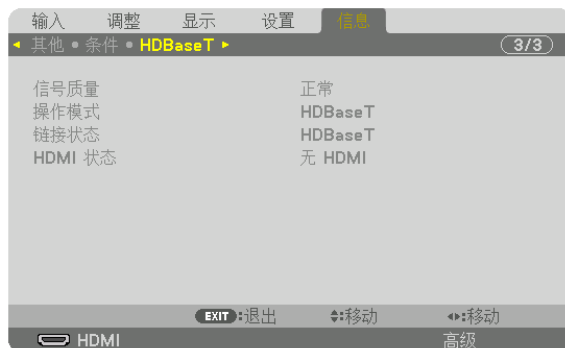 输入 调整 显示 设置 信息
其他 • 条件 • HDBaseT 3/3
信号质量 正常
操作模式 HDBaseT
链接状态 HDBaseT
HDMI 状态 无 HDMI
EXIT :退出 :移动 :移动
HDMI 高级